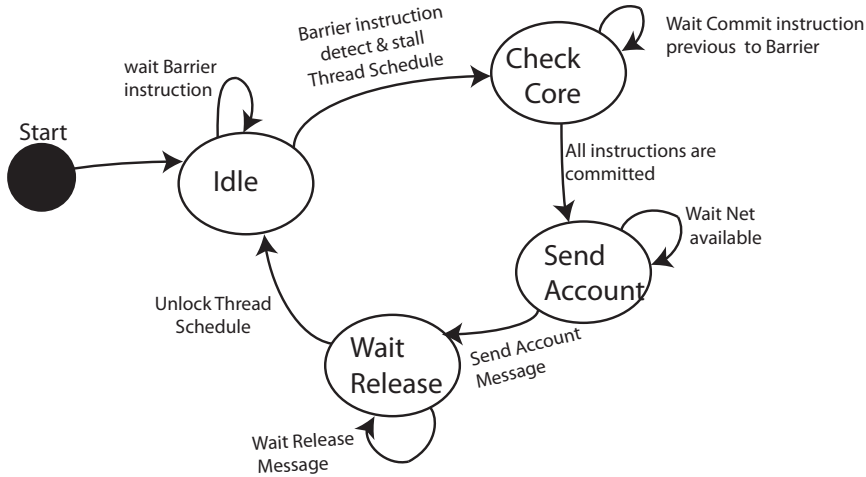 Start
wait Barrier
instruction
Idle
Barrier instruction
detect & stall
Thread Schedule
Check
Core
Wait Commit instruction
previous to Barrier
All instructions are
committed
Send
Account
Wait Net
available
Send Account
Message
Wait
Release
Wait Release
Message
Unlock Thread
Schedule